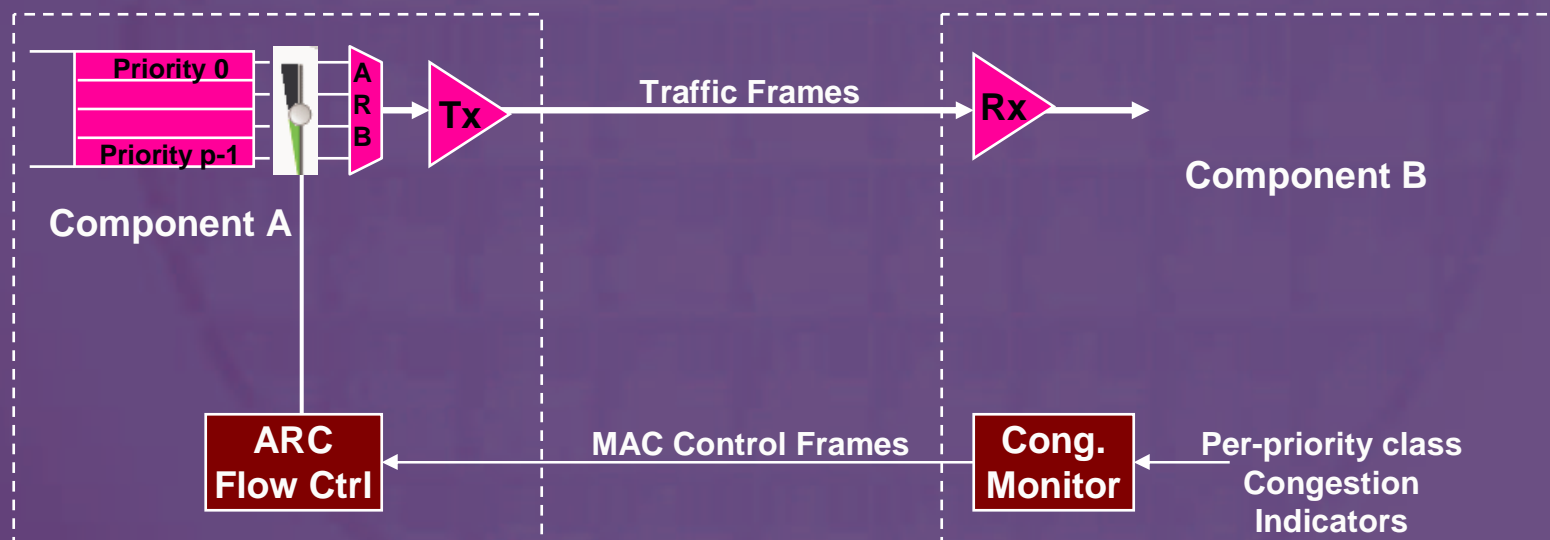 Priority 0
Priority p-1
A
R
B
Tx
Traffic Frames
Rx
Component A
Component B
ARC
Flow Ctrl
MAC Control Frames
Cong.
Monitor
Per-priority class
Congestion
Indicators